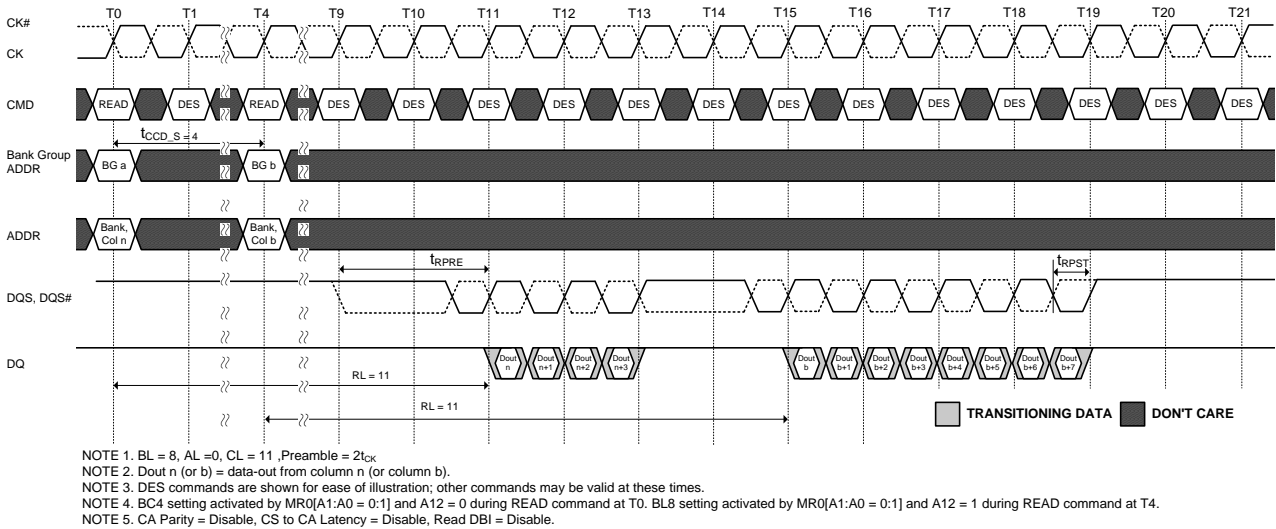 T0 T1 T4 T9 T10 T11 T12 T13 T14 T15 T16 T17 T18 T19 T20 T21
CK#
CK
CMD READ DES READ DES DES DES DES DES DES DES DES DES DES DES DES DES
tCCD_S = 4
Bank Group
ADDR
BG a BG b
ADDR
Bank,
Col n
Bank,
Col b
tRPRE tRPST
DQS, DQS#
DQ
Dout
n
Dout
n+1
Dout
n+2
Dout
n+3
Dout
b
Dout
b+1
Dout
b+2
Dout
b+3
Dout
b+4
Dout
b+5
Dout
b+6
Dout
b+7
RL = 11
RL = 11
TRANSITIONING DATA DON'T CARE
NOTE 1. BL = 8, AL =0, CL = 11 ,Preamble = 2tCK
NOTE 2. Dout n (or b) = data-out from column n (or column b).
NOTE 3. DES commands are shown for ease of illustration; other commands may be valid at these times.
NOTE 4. BC4 setting activated by MR0[A1:A0 = 0:1] and A12 = 0 during READ command at T0. BL8 setting activated by MR0[A1:A0 = 0:1] and A12 = 1 during READ command at T4.
NOTE 5. CA Parity = Disable, CS to CA Latency = Disable, Read DBI = Disable.